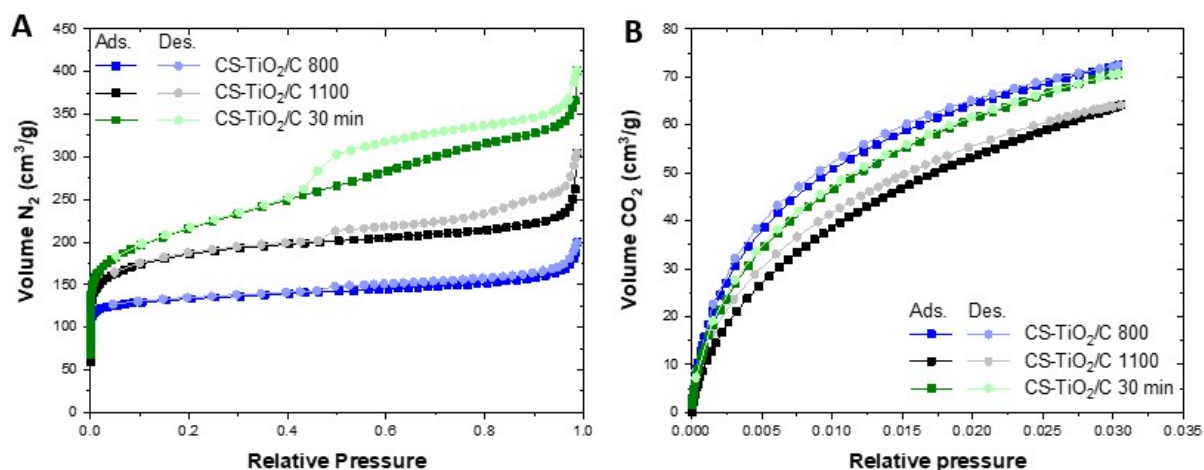 A
Ads. Des.
CS-TiO2/C 800
CS-TiO2/C 1100
CS-TiO2/C 30 min
Volume N2 (cm3/g)
450
400
350
300
250
200
150
100
50
0
0.0 0.2 0.4 0.6 0.8 1.0
Relative Pressure
B
Volume CO2 (cm3/g)
80
70
60
50
40
30
20
10
0
Ads. Des.
CS-TiO2/C 800
CS-TiO2/C 1100
CS-TiO2/C 30 min
0.000 0.005 0.010 0.015 0.020 0.025 0.030 0.035
Relative pressure